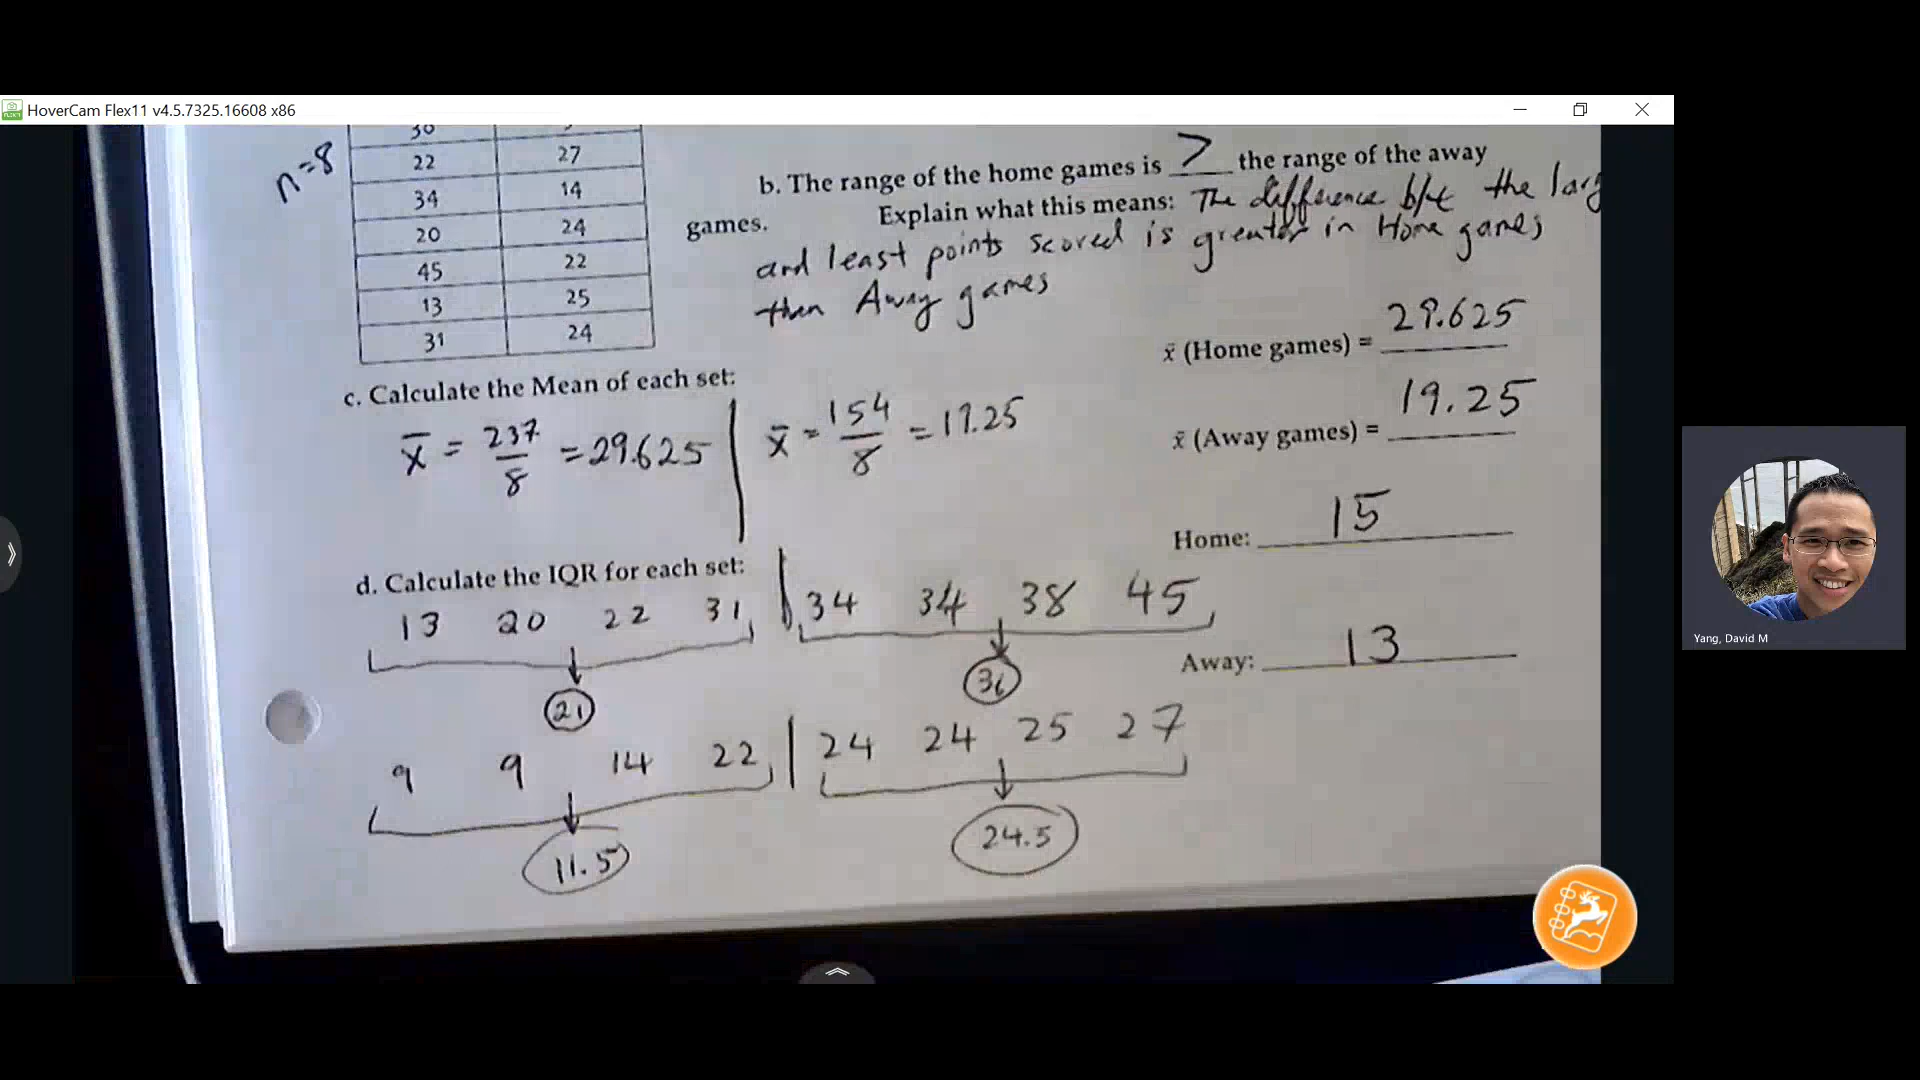 HoverCam Flex11 v4.5.7325.16608 x86
n=8
30
22 27
34 14
20 24
45 22
13 25
31 24
b. The range of the home games is > the range of the away
games. Explain what this means: The difference b/t the larg
and least points scored is greater in Home games
than Away games
x̄ (Home games) = 29.625
x̄ (Away games) = 19.25
c. Calculate the Mean of each set:
x̄ = 237/8 = 29.625 | x̄ = 154/8 = 19.25
Home: 15
d. Calculate the IQR for each set:
13 20 22 31 | 34 34 38 45
21 36
Away: 13
9 9 14 22 | 24 24 25 27
11.5 24.5
Yang, David M